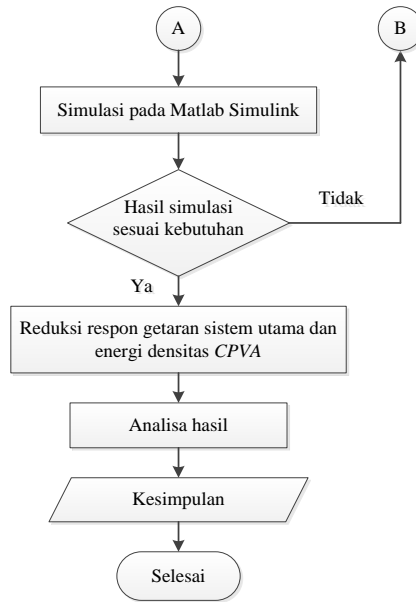 A
B
Simulasi pada Matlab Simulink
Hasil simulasi
sesuai kebutuhan
Tidak
Ya
Reduksi respon getaran sistem utama dan
energi densitas CPVA
Analisa hasil
Kesimpulan
Selesai